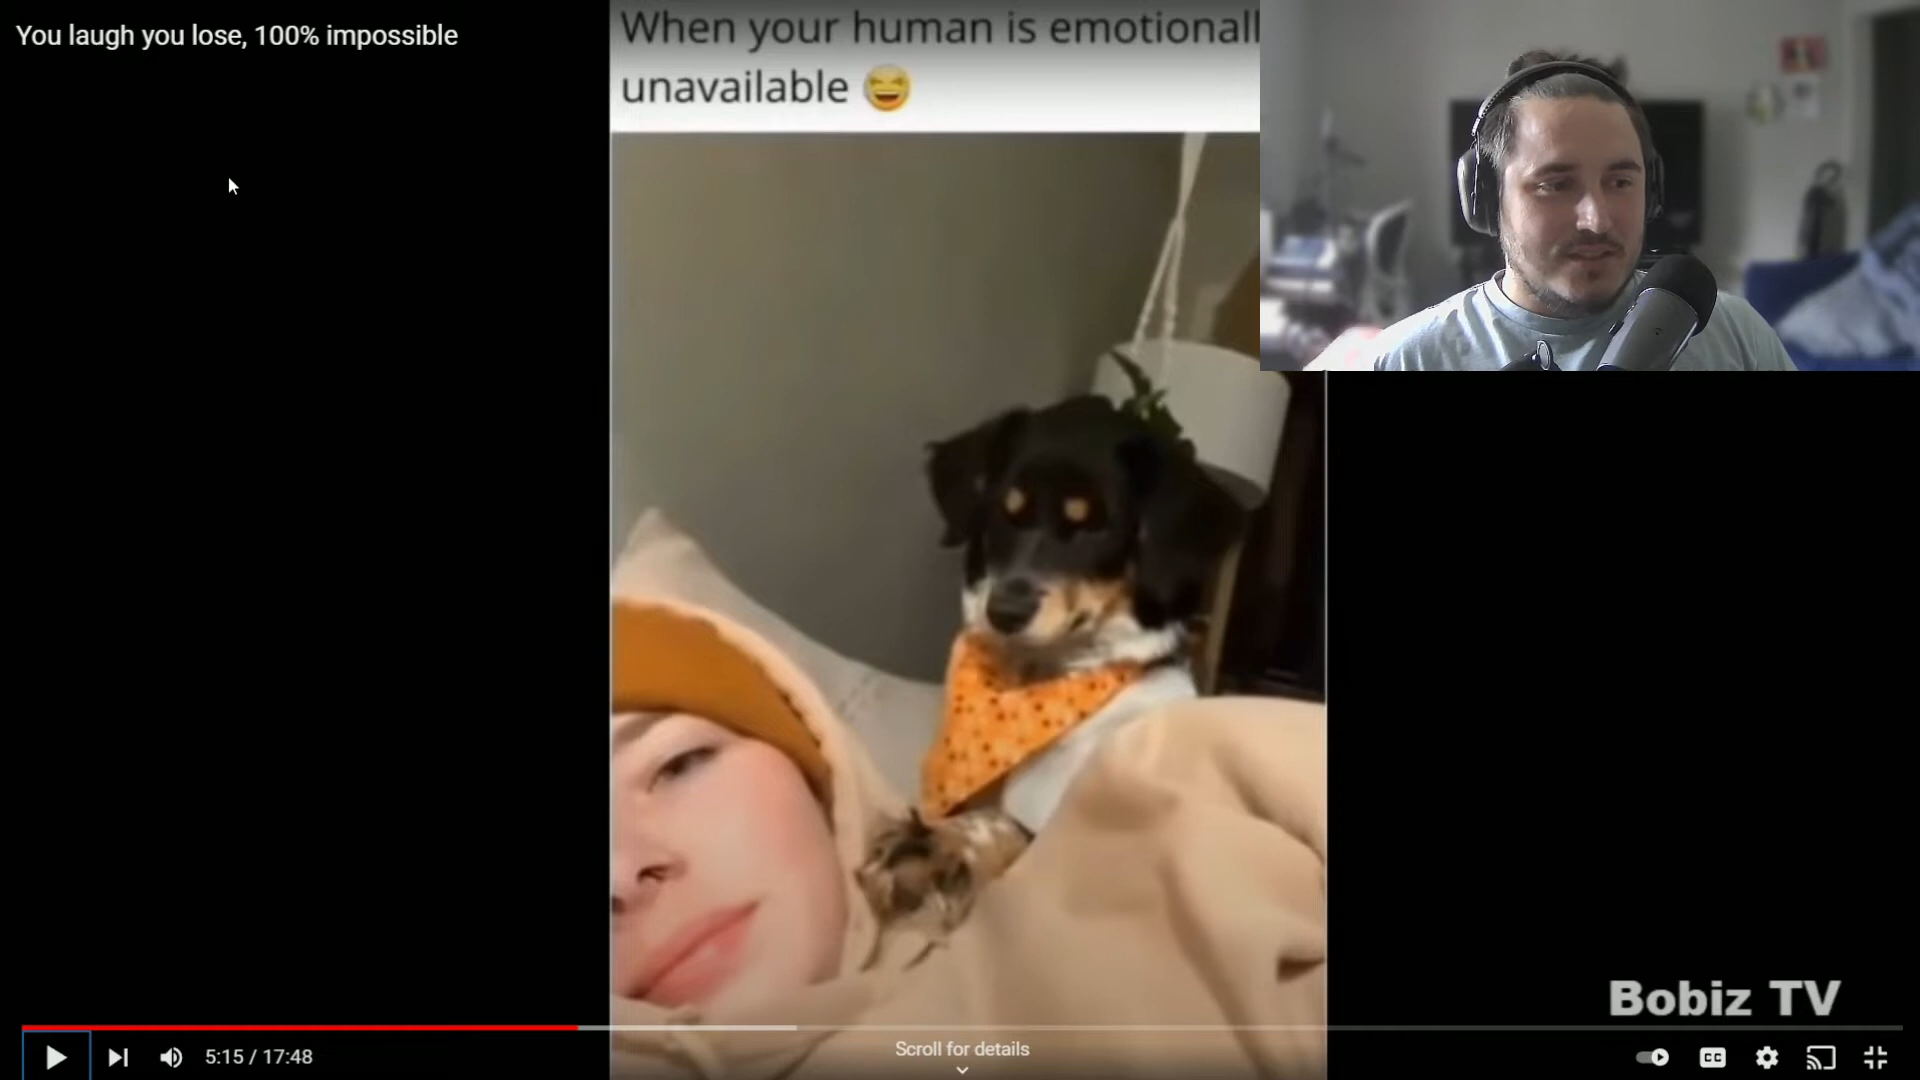 You laugh you lose, 100% impossible
When your human is emotionall
unavailable 😆
Bobiz TV
5:15 / 17:48
Scroll for details
CC